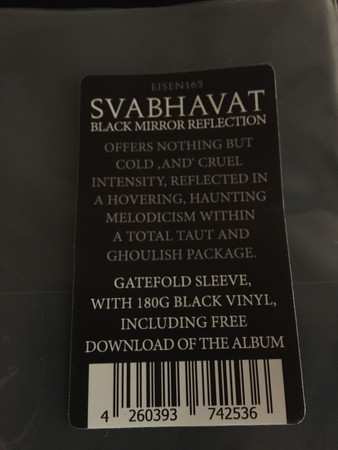 EISEN165
SVABHAVAT
BLACK MIRROR REFLECTION
OFFERS NOTHING BUT
COLD ,AND' CRUEL
INTENSITY, REFLECTED IN
A HOVERING, HAUNTING
MELODICISM WITHIN
A TOTAL TAUT AND
GHOULISH PACKAGE.
GATEFOLD SLEEVE,
WITH 180G BLACK VINYL,
INCLUDING FREE
DOWNLOAD OF THE ALBUM
4 260393 742536